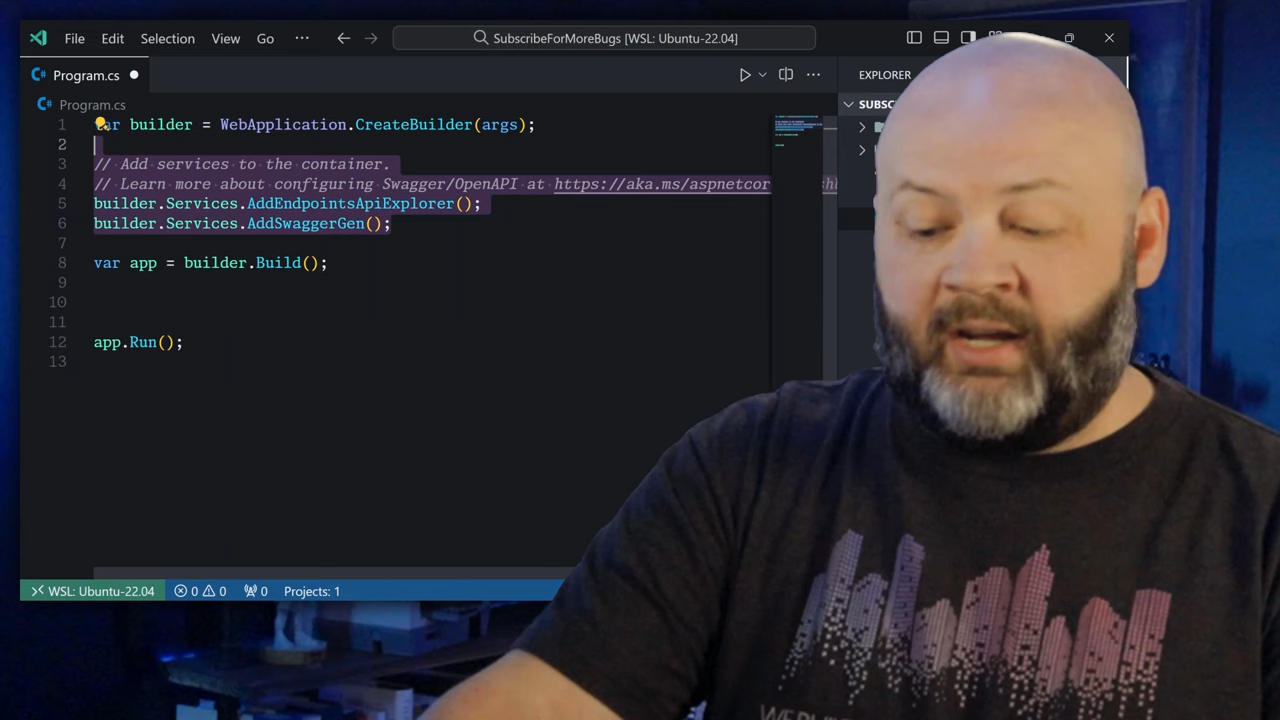 File Edit Selection View Go ··· SubscribeForMoreBugs [WSL: Ubuntu-22.04]
Program.cs
EXPLORER
Program.cs
1 builder = WebApplication.CreateBuilder(args);
2
3 // Add services to the container.
4 // Learn more about configuring Swagger/OpenAPI at https://aka.ms/aspnetcor
5 builder.Services.AddEndpointsApiExplorer();
6 builder.Services.AddSwaggerGen();
7
8 var app = builder.Build();
9
10
11
12 app.Run();
13
WSL: Ubuntu-22.04 0 0 0 Projects: 1